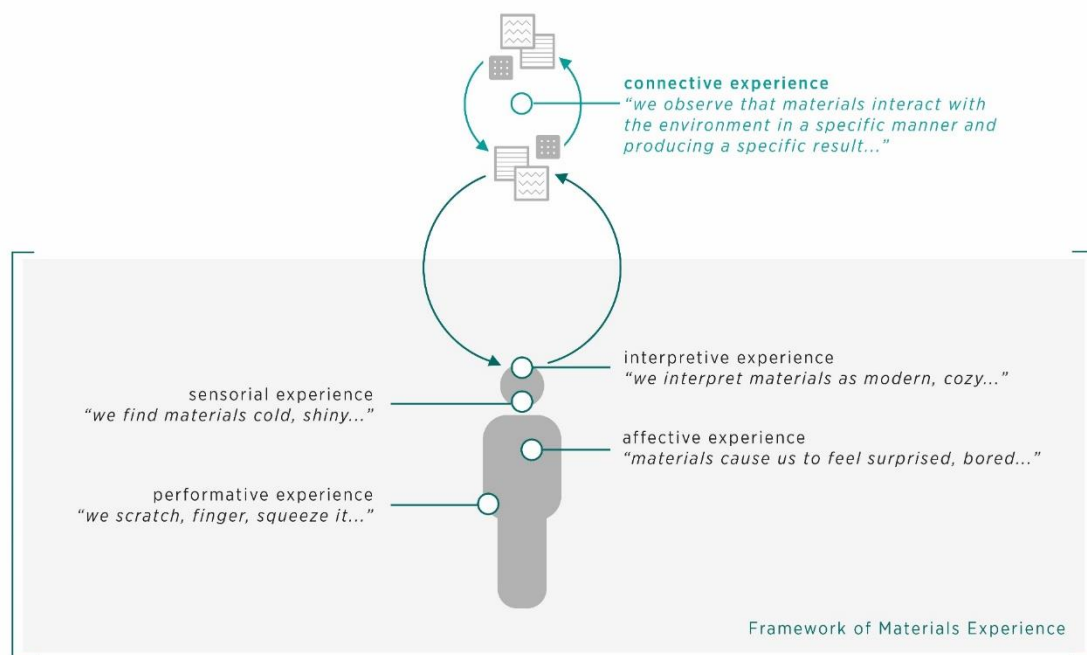 connective experience
“we observe that materials interact with
the environment in a specific manner and
producing a specific result...”
interpretive experience
“we interpret materials as modern, cozy...”
sensorial experience
“we find materials cold, shiny...”
affective experience
“materials cause us to feel surprised, bored...”
performative experience
“we scratch, finger, squeeze it...”
Framework of Materials Experience